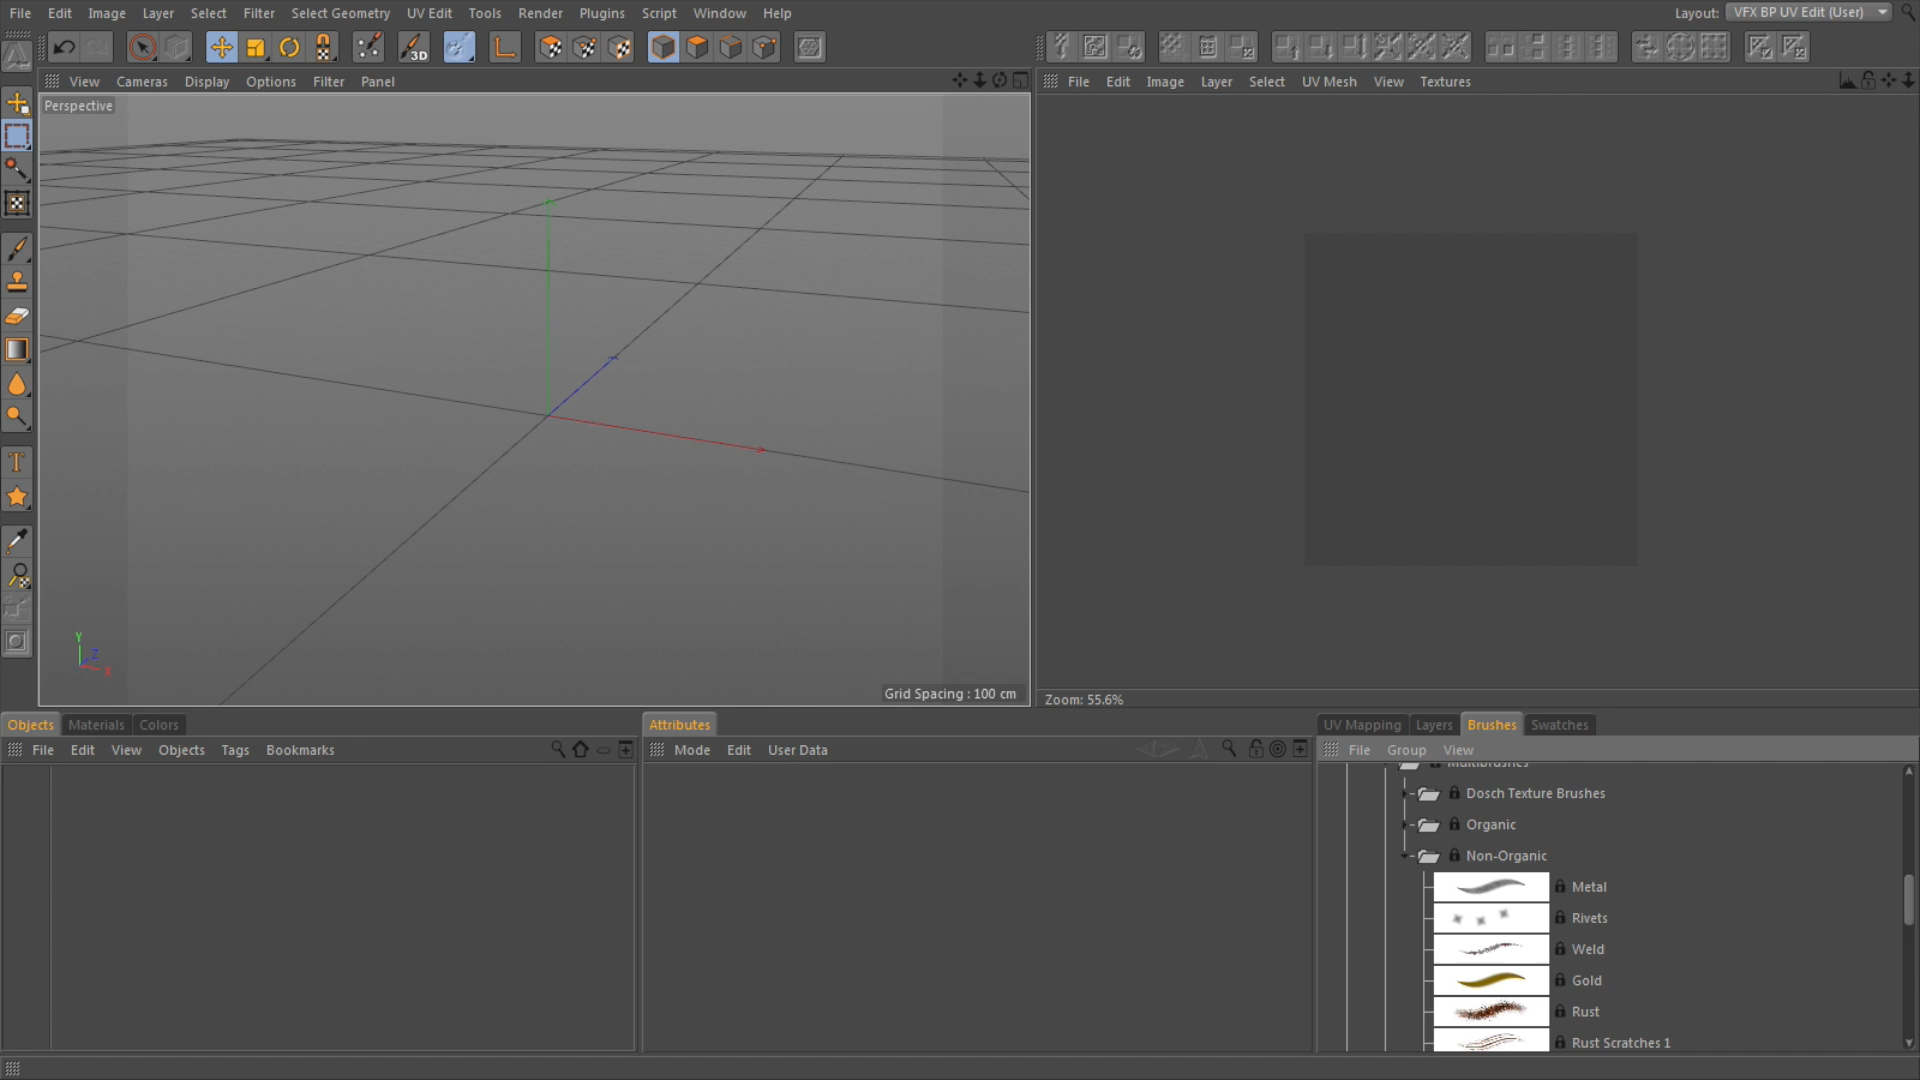 File Edit Image Layer Select Filter Select Geometry UV Edit Tools Render Plugins Script Window Help
Layout: VFX BP UV Edit (User)
3D
View Cameras Display Options Filter Panel
File Edit Image Layer Select UV Mesh View Textures
Perspective
Y
Z
X
Grid Spacing : 100 cm
Zoom: 55.6%
Objects Materials Colors
Attributes
UV Mapping Layers Brushes Swatches
File Edit View Objects Tags Bookmarks
Mode Edit User Data
File Group View
Multibrushes
Dosch Texture Brushes
Organic
Non-Organic
Metal
Rivets
Weld
Gold
Rust
Rust Scratches 1